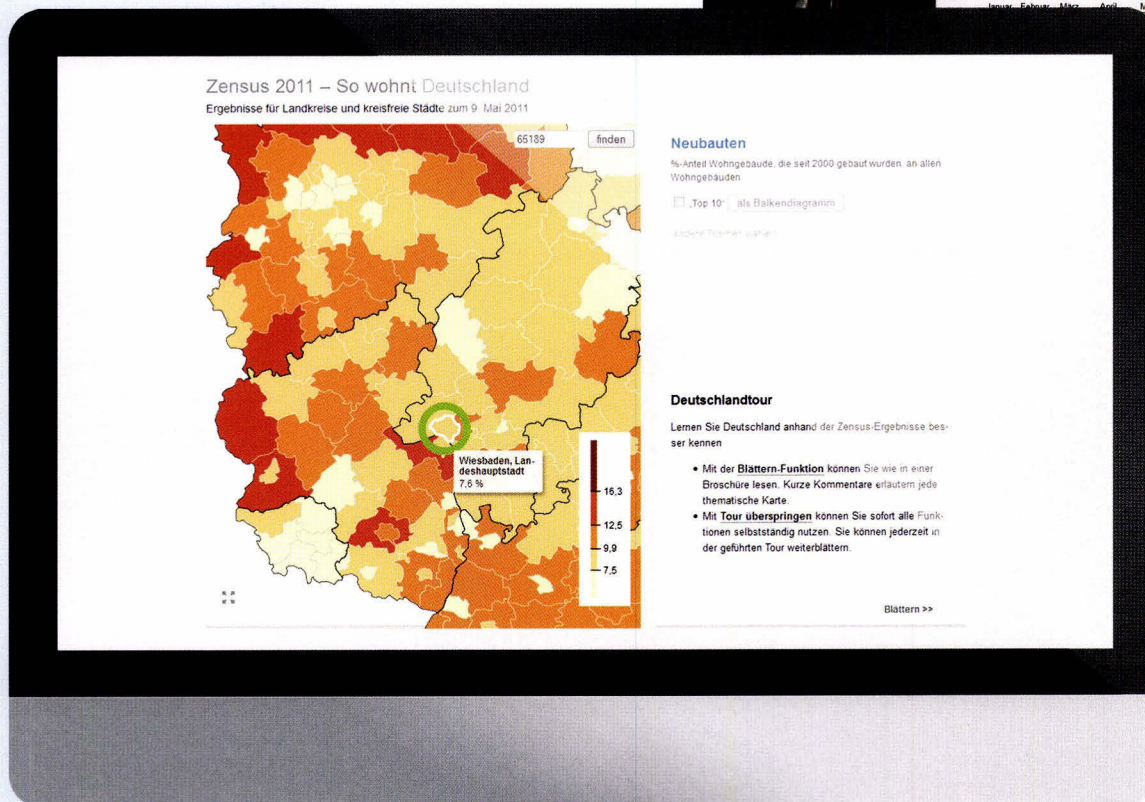 Januar Februar März April M
Zensus 2011 – So wohnt Deutschland
Ergebnisse für Landkreise und kreisfreie Städte zum 9. Mai 2011
65189 finden
Neubauten
%-Anteil Wohngebäude, die seit 2000 gebaut wurden, an allen
Wohngebäuden
„Top 10“ als Balkendiagramm
andere Themen wählen
Wiesbaden, Lan-
deshauptstadt
7,6 %
16,3
12,5
9,9
7,5
Deutschlandtour
Lernen Sie Deutschland anhand der Zensus-Ergebnisse bes-
ser kennen
• Mit der Blättern-Funktion können Sie wie in einer
Broschüre lesen. Kurze Kommentare erläutern jede
thematische Karte.
• Mit Tour überspringen können Sie sofort alle Funk-
tionen selbstständig nutzen. Sie können jederzeit in
der geführten Tour weiterblättern.
Blättern >>